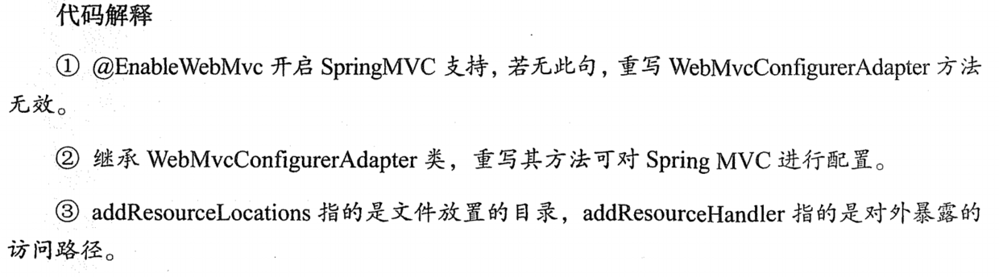 代码解释
① @EnableWebMvc 开启 SpringMVC 支持，若无此句，重写 WebMvcConfigurerAdapter 方法
无效。
② 继承 WebMvcConfigurerAdapter 类，重写其方法可对 Spring MVC 进行配置。
③ addResourceLocations 指的是文件放置的目录，addResourceHandler 指的是对外暴露的
访问路径。